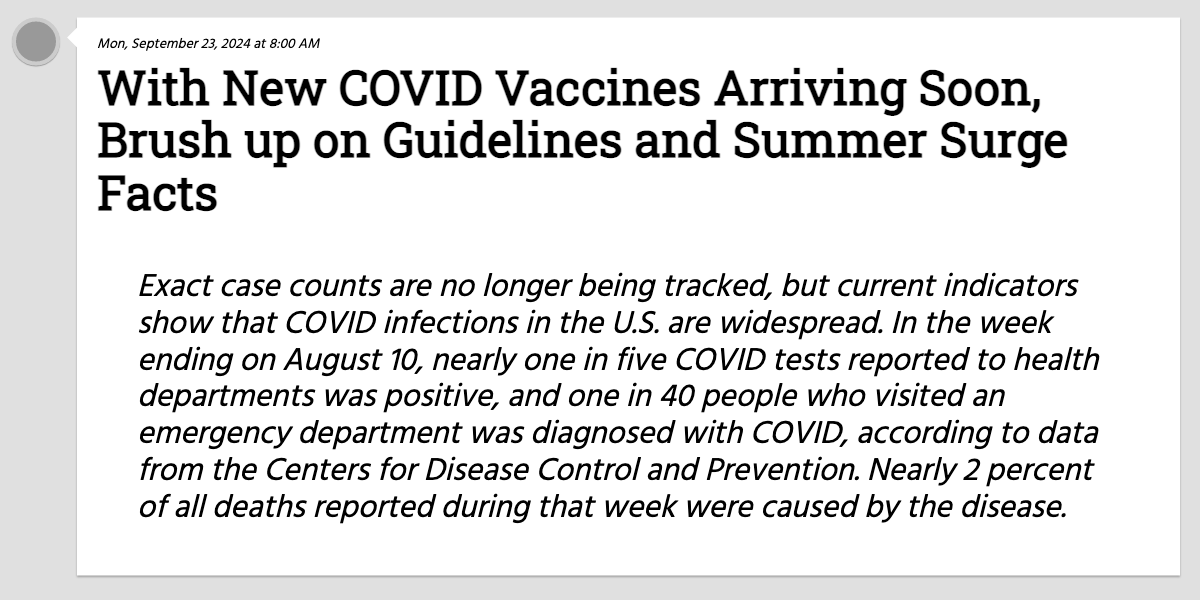 Mon, September 23, 2024 at 8:00 AM
With New COVID Vaccines Arriving Soon,
Brush up on Guidelines and Summer Surge
Facts
Exact case counts are no longer being tracked, but current indicators
show that COVID infections in the U.S. are widespread. In the week
ending on August 10, nearly one in five COVID tests reported to health
departments was positive, and one in 40 people who visited an
emergency department was diagnosed with COVID, according to data
from the Centers for Disease Control and Prevention. Nearly 2 percent
of all deaths reported during that week were caused by the disease.